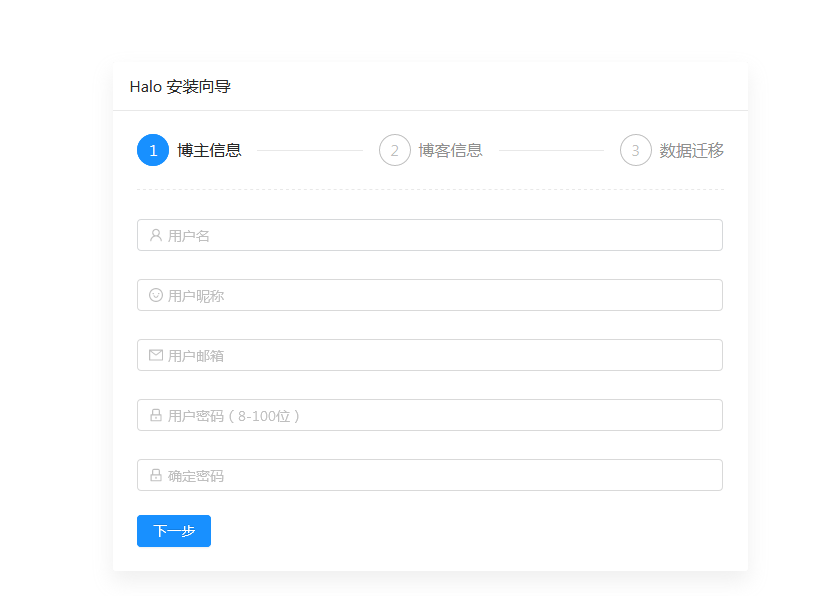 Halo 安装向导
1 博主信息 2 博客信息 3 数据迁移
用户名
用户昵称
用户邮箱
用户密码（8-100位）
确定密码
下一步